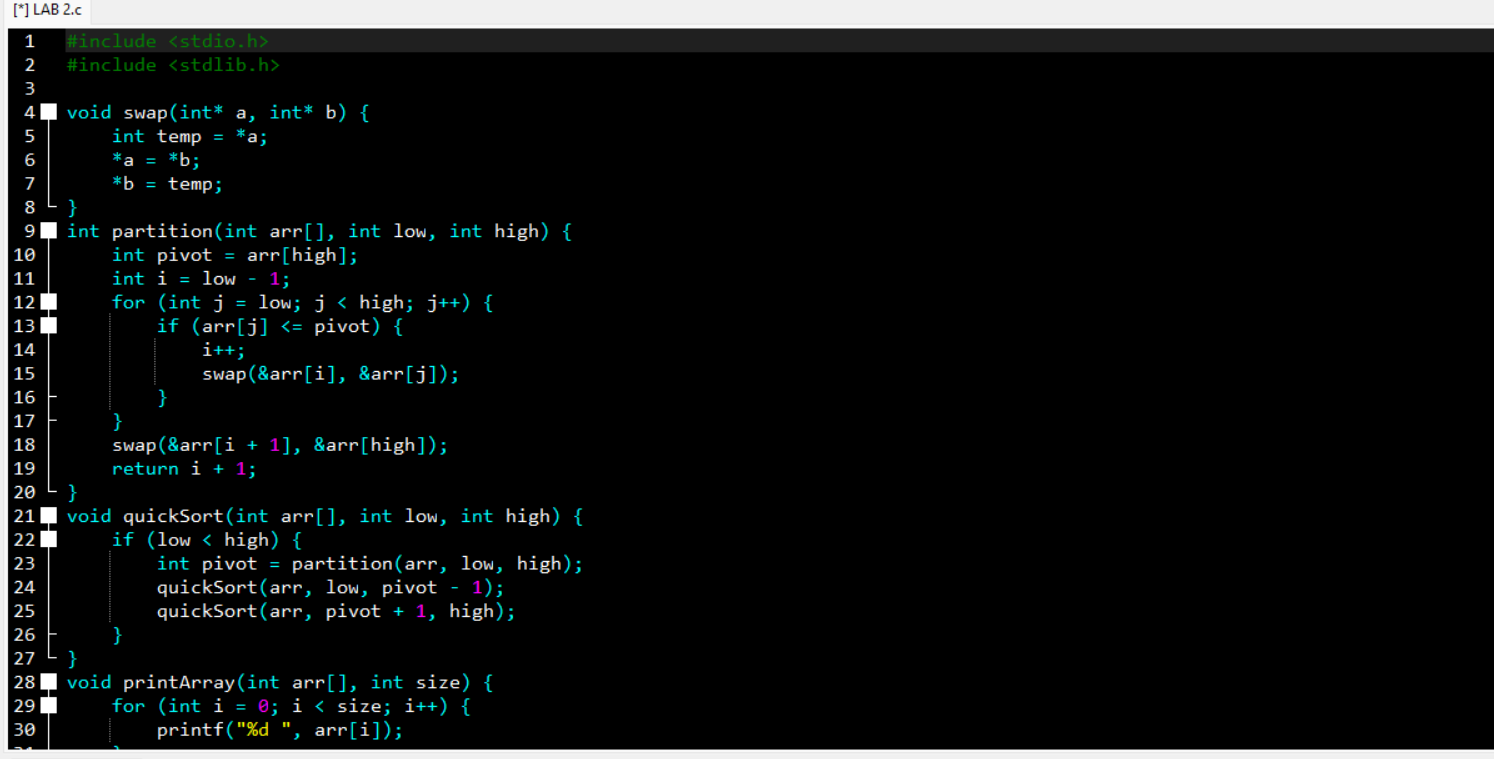 [*] LAB 2.c
1 #include <stdio.h>
2 #include <stdlib.h>
3
4 void swap(int* a, int* b) {
5     int temp = *a;
6     *a = *b;
7     *b = temp;
8 }
9 int partition(int arr[], int low, int high) {
10     int pivot = arr[high];
11     int i = low - 1;
12     for (int j = low; j < high; j++) {
13         if (arr[j] <= pivot) {
14             i++;
15             swap(&arr[i], &arr[j]);
16         }
17     }
18     swap(&arr[i + 1], &arr[high]);
19     return i + 1;
20 }
21 void quickSort(int arr[], int low, int high) {
22     if (low < high) {
23         int pivot = partition(arr, low, high);
24         quickSort(arr, low, pivot - 1);
25         quickSort(arr, pivot + 1, high);
26     }
27 }
28 void printArray(int arr[], int size) {
29     for (int i = 0; i < size; i++) {
30         printf("%d ", arr[i]);